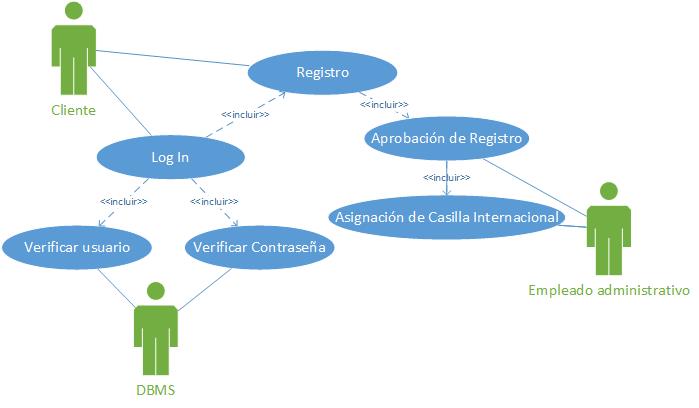 Registro
Cliente
<<incluir>>
<<incluir>>
Aprobación de Registro
Log In
<<incluir>>
<<incluir>>
<<incluir>>
Asignación de Casilla Internacional
Verificar usuario
Verificar Contraseña
Empleado administrativo
DBMS